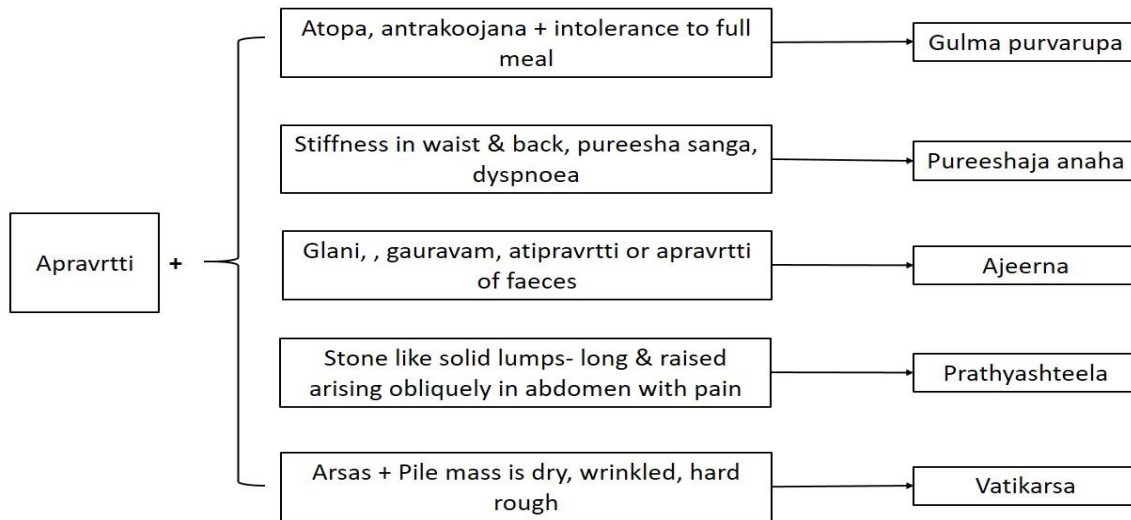 Apravrtti
+
Atopa, antrakoojana + intolerance to full
meal
Gulma purvarupa
Stiffness in waist & back, pureesha sanga,
dyspnoea
Pureeshaja anaha
Glani, , gauravam, atipravrtti or apravrtti
of faeces
Ajeerna
Stone like solid lumps- long & raised
arising obliquely in abdomen with pain
Prathyashteela
Arsas + Pile mass is dry, wrinkled, hard
rough
Vatikarsa